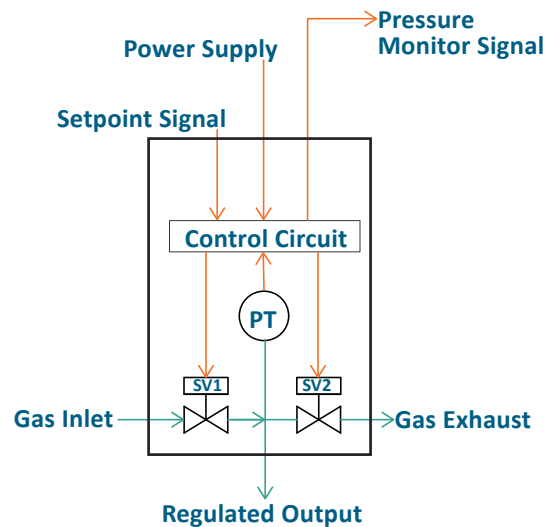 Pressure
Monitor Signal
Power Supply
Setpoint Signal
Control Circuit
PT
SV1
SV2
Gas Inlet
Gas Exhaust
Regulated Output